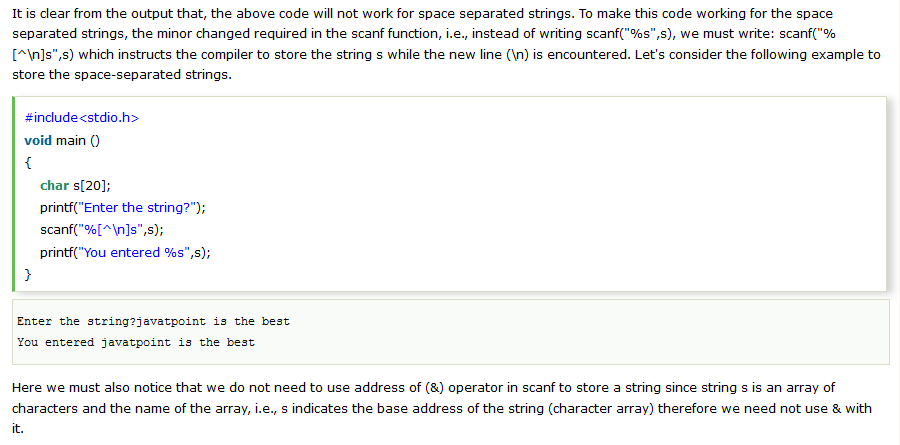 It is clear from the output that, the above code will not work for space separated strings. To make this code working for the space
separated strings, the minor changed required in the scanf function, i.e., instead of writing scanf("%s",s), we must write: scanf("%
[^\n]s",s) which instructs the compiler to store the string s while the new line (\n) is encountered. Let's consider the following example to
store the space-separated strings.
#include<stdio.h>
void main ()
{
char s[20];
printf("Enter the string?");
scanf("%[^\n]s",s);
printf("You entered %s",s);
}
Enter the string?javatpoint is the best
You entered javatpoint is the best
Here we must also notice that we do not need to use address of (&) operator in scanf to store a string since string s is an array of
characters and the name of the array, i.e., s indicates the base address of the string (character array) therefore we need not use & with
it.